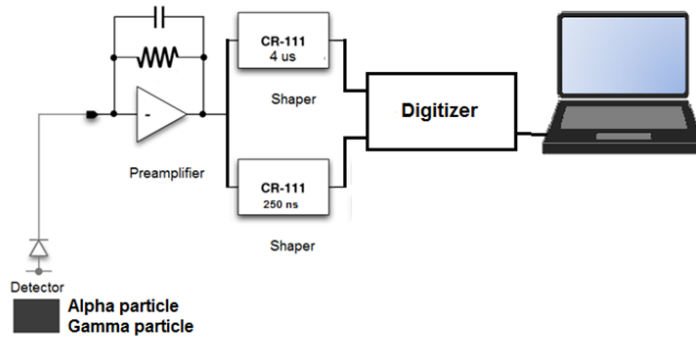 CR-111
4 us
Shaper
Digitizer
-
Preamplifier
CR-111
250 ns
Shaper
Detector
Alpha particle
Gamma particle